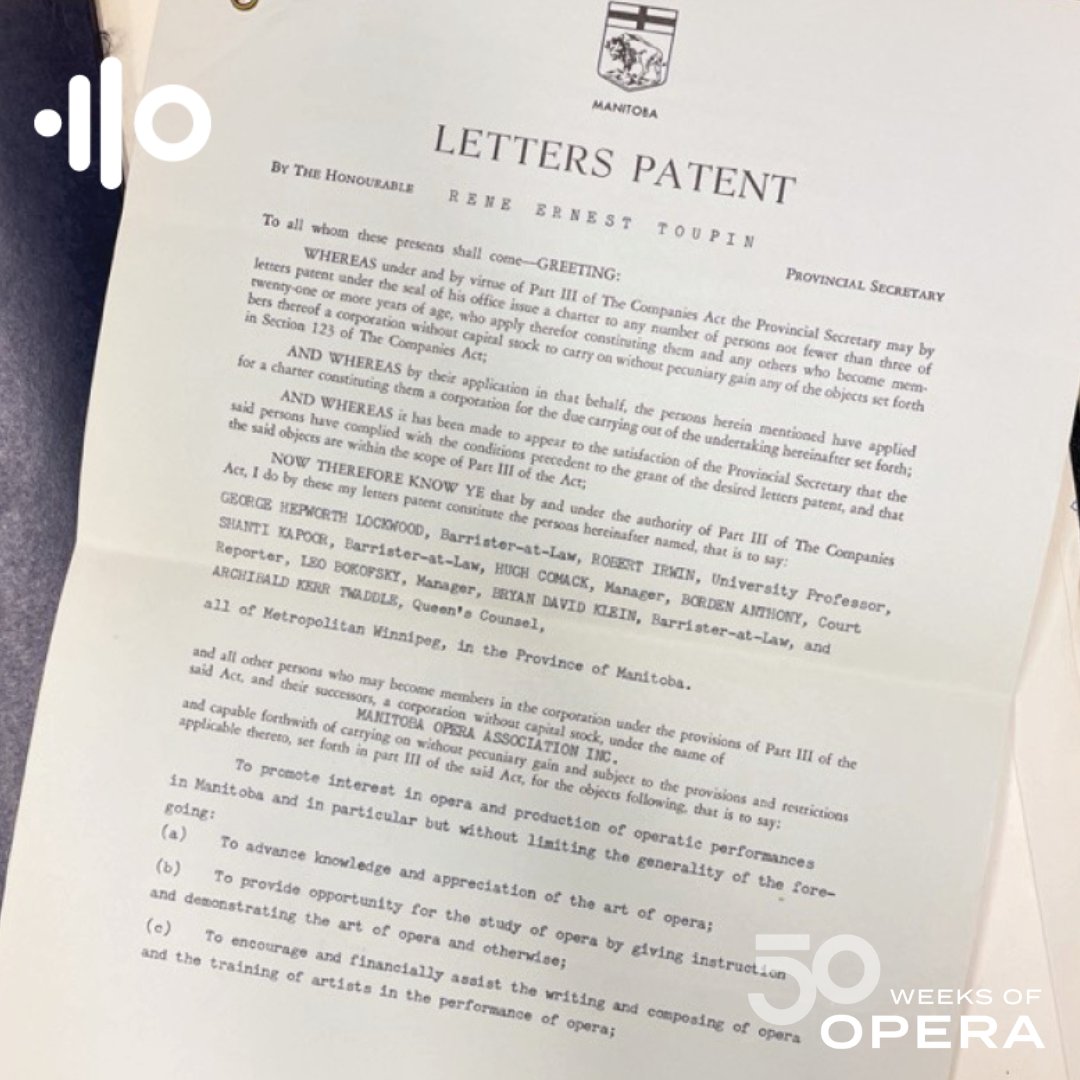 MANITOBA
LETTERS PATENT
BY THE HONOURABLE RENE ERNEST TOUPIN
PROVINCIAL SECRETARY
To all whom these presents shall come—GREETING:
WHEREAS under and by virtue of Part III of The Companies Act the Provincial Secretary may by
letters patent under the seal of his office issue a charter to any number of persons not fewer than three of
twenty-one or more years of age, who apply therefor constituting them and any others who become mem-
bers thereof a corporation without capital stock to carry on without pecuniary gain any of the objects set forth
in Section 123 of The Companies Act;
AND WHEREAS by their application in that behalf, the persons herein mentioned have applied
for a charter constituting them a corporation for the due carrying out of the undertaking hereinafter set forth;
AND WHEREAS it has been made to appear to the satisfaction of the Provincial Secretary that the
said persons have complied with the conditions precedent to the grant of the desired letters patent, and that
the said objects are within the scope of Part III of the Act;
NOW THEREFORE KNOW YE that by and under the authority of Part III of The Companies
Act, I do by these my letters patent constitute the persons hereinafter named, that is to say:
GEORGE HEPWORTH LOCKWOOD, Barrister-at-Law, ROBERT IRWIN, University Professor,
SHANTI KAPOOR, Barrister-at-Law, HUGH COMACK, Manager, BORDEN ANTHONY, Court
Reporter, LEO BOKOFSKY, Manager, BRYAN DAVID KLEIN, Barrister-at-Law, and
ARCHIBALD KERR TWADDLE, Queen's Counsel,
all of Metropolitan Winnipeg, in the Province of Manitoba.
and all other persons who may become members in the corporation under the provisions of Part III of the
said Act, and their successors, a corporation without capital stock, under the name of
MANITOBA OPERA ASSOCIATION INC.
and capable forthwith of carrying on without pecuniary gain and subject to the provisions and restrictions
applicable thereto, set forth in part III of the said Act, for the objects following, that is to say:
To promote interest in opera and production of operatic performances
in Manitoba and in particular but without limiting the generality of the fore-
going:
(a) To advance knowledge and appreciation of the art of opera;
(b) To provide opportunity for the study of opera by giving instruction
and demonstrating the art of opera and otherwise;
(c) To encourage and financially assist the writing and composing of opera
and the training of artists in the performance of opera;
50 WEEKS OF
OPERA